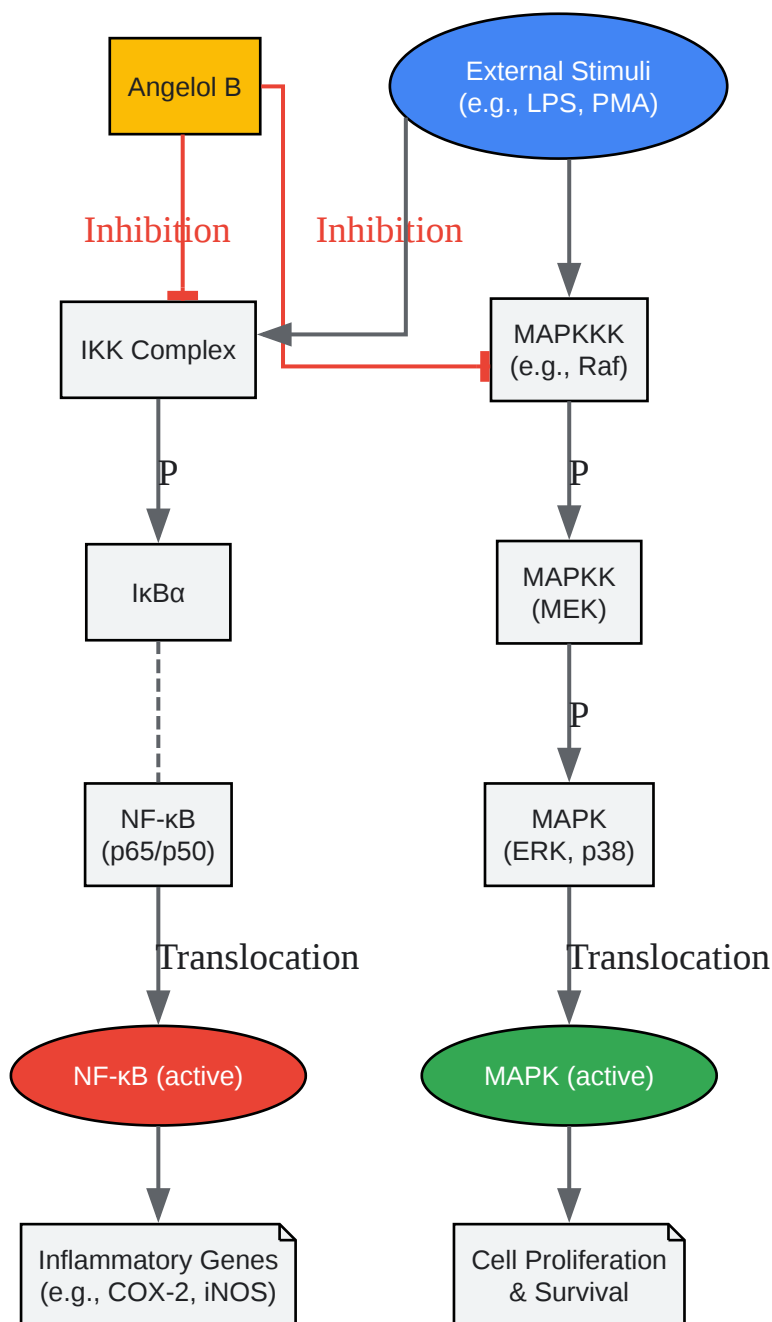 Angelol B
External Stimuli
(e.g., LPS, PMA)
Inhibition
Inhibition
IKK Complex
MAPKKK
(e.g., Raf)
P
P
IκBα
MAPKK
(MEK)
P
NF-κB
(p65/p50)
MAPK
(ERK, p38)
Translocation
Translocation
NF-κB (active)
MAPK (active)
Inflammatory Genes
(e.g., COX-2, iNOS)
Cell Proliferation
& Survival